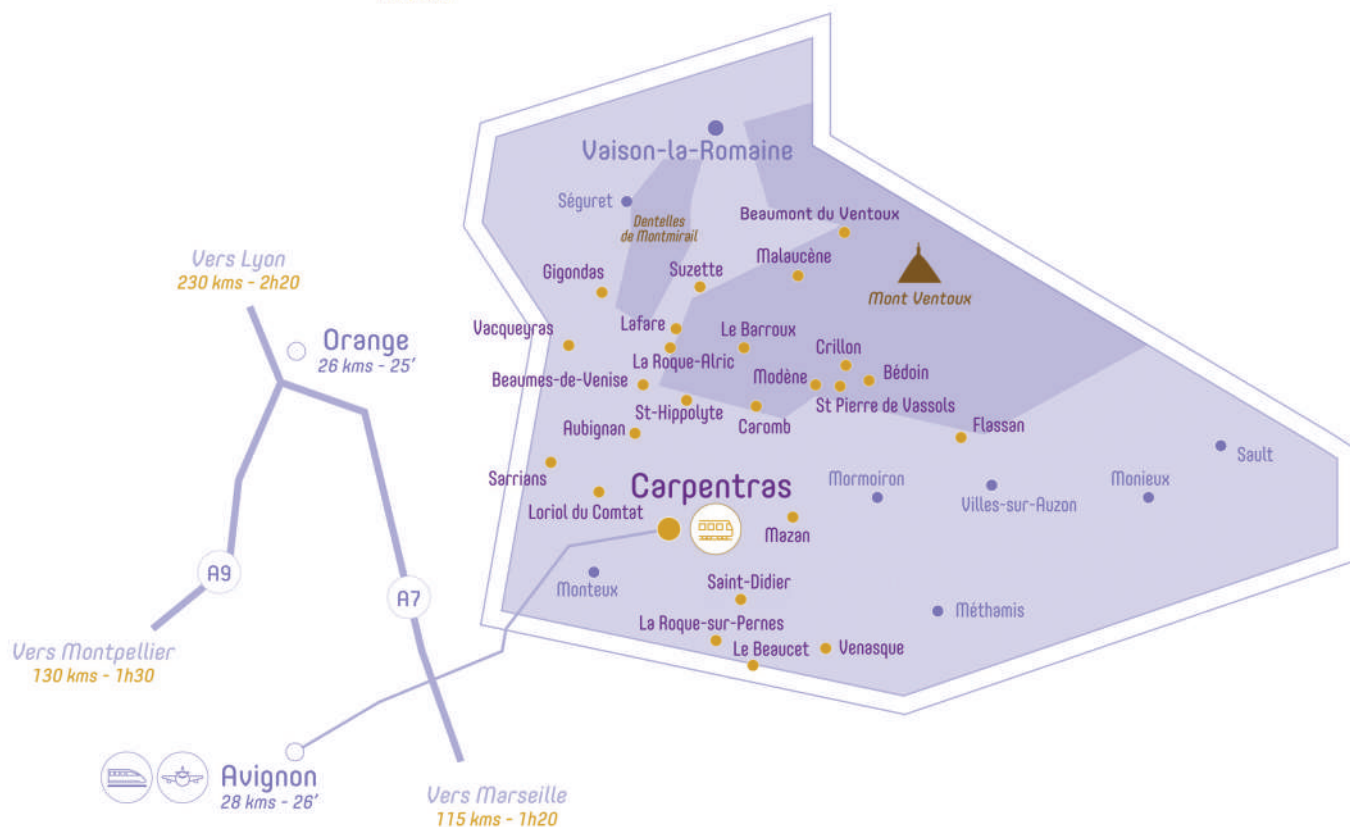 Vaison-la-Romaine
Séguret
Dentelles
de Montmirail
Beaumont du Ventoux
Malaucène
Mont Ventoux
Vers Lyon
230 kms - 2h20
Gigondas
Suzette
Orange
26 kms - 25'
Vacqueyras
Lafare
Le Barroux
La Roque-Alric
Crillon
Beaumes-de-Venise
Modène
Bédoin
St-Hippolyte
St Pierre de Vassols
Aubignan
Caromb
Flassan
Sault
Sarrians
Carpentras
Mormoiron
Monieux
Loriol du Comtat
Villes-sur-Auzon
Mazan
A9
A7
Monteux
Saint-Didier
Méthamis
La Roque-sur-Pernes
Le Beaucet
Venasque
Vers Montpellier
130 kms - 1h30
Avignon
28 kms - 26'
Vers Marseille
115 kms - 1h20